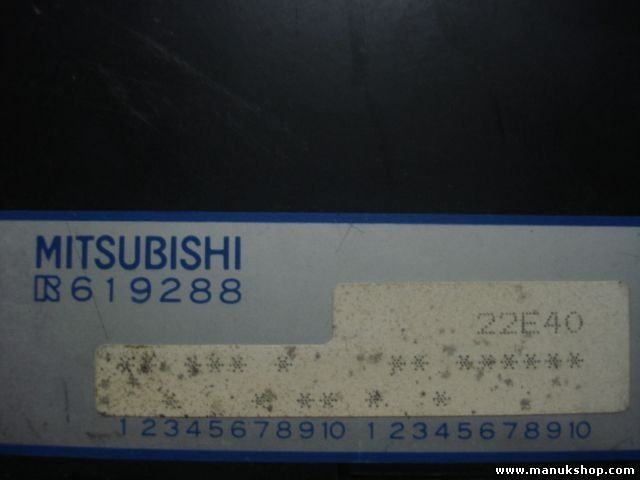 MITSUBISHI
R619288
22E40
** *** * ** ******
* * ** * *
1 2 3 4 5 6 7 8 9 10 1 2 3 4 5 6 7 8 9 10
www.manukshop.com